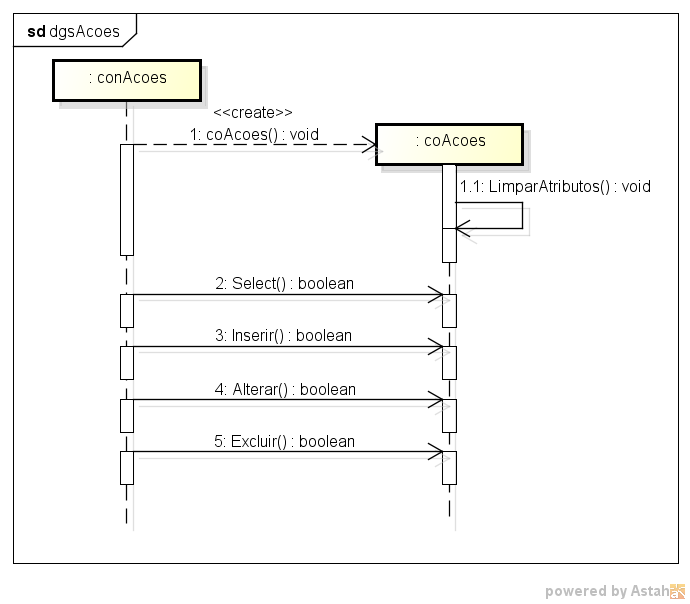 sd dgsAcoes
: conAcoes
<<create>>
1: coAcoes() : void
: coAcoes
1.1: LimparAtributos() : void
2: Select() : boolean
3: Inserir() : boolean
4: Alterar() : boolean
5: Excluir() : boolean
powered by Astah